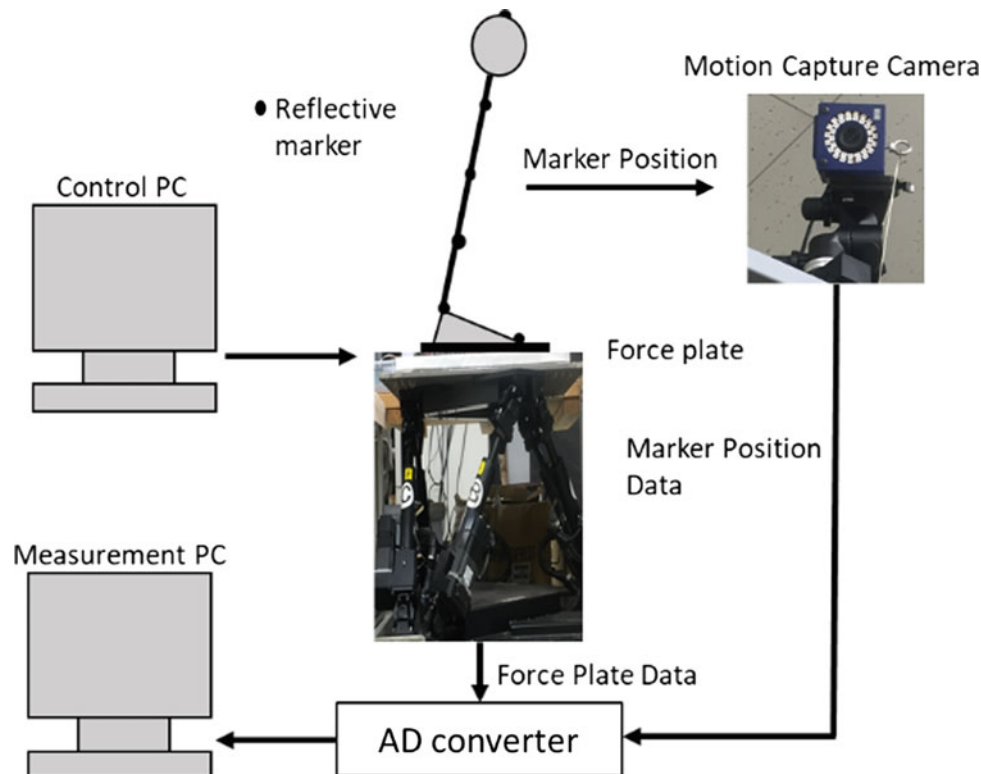 Motion Capture Camera
Reflective
marker
Marker Position
Control PC
Force plate
Marker Position
Data
C
B
Measurement PC
Force Plate Data
AD converter